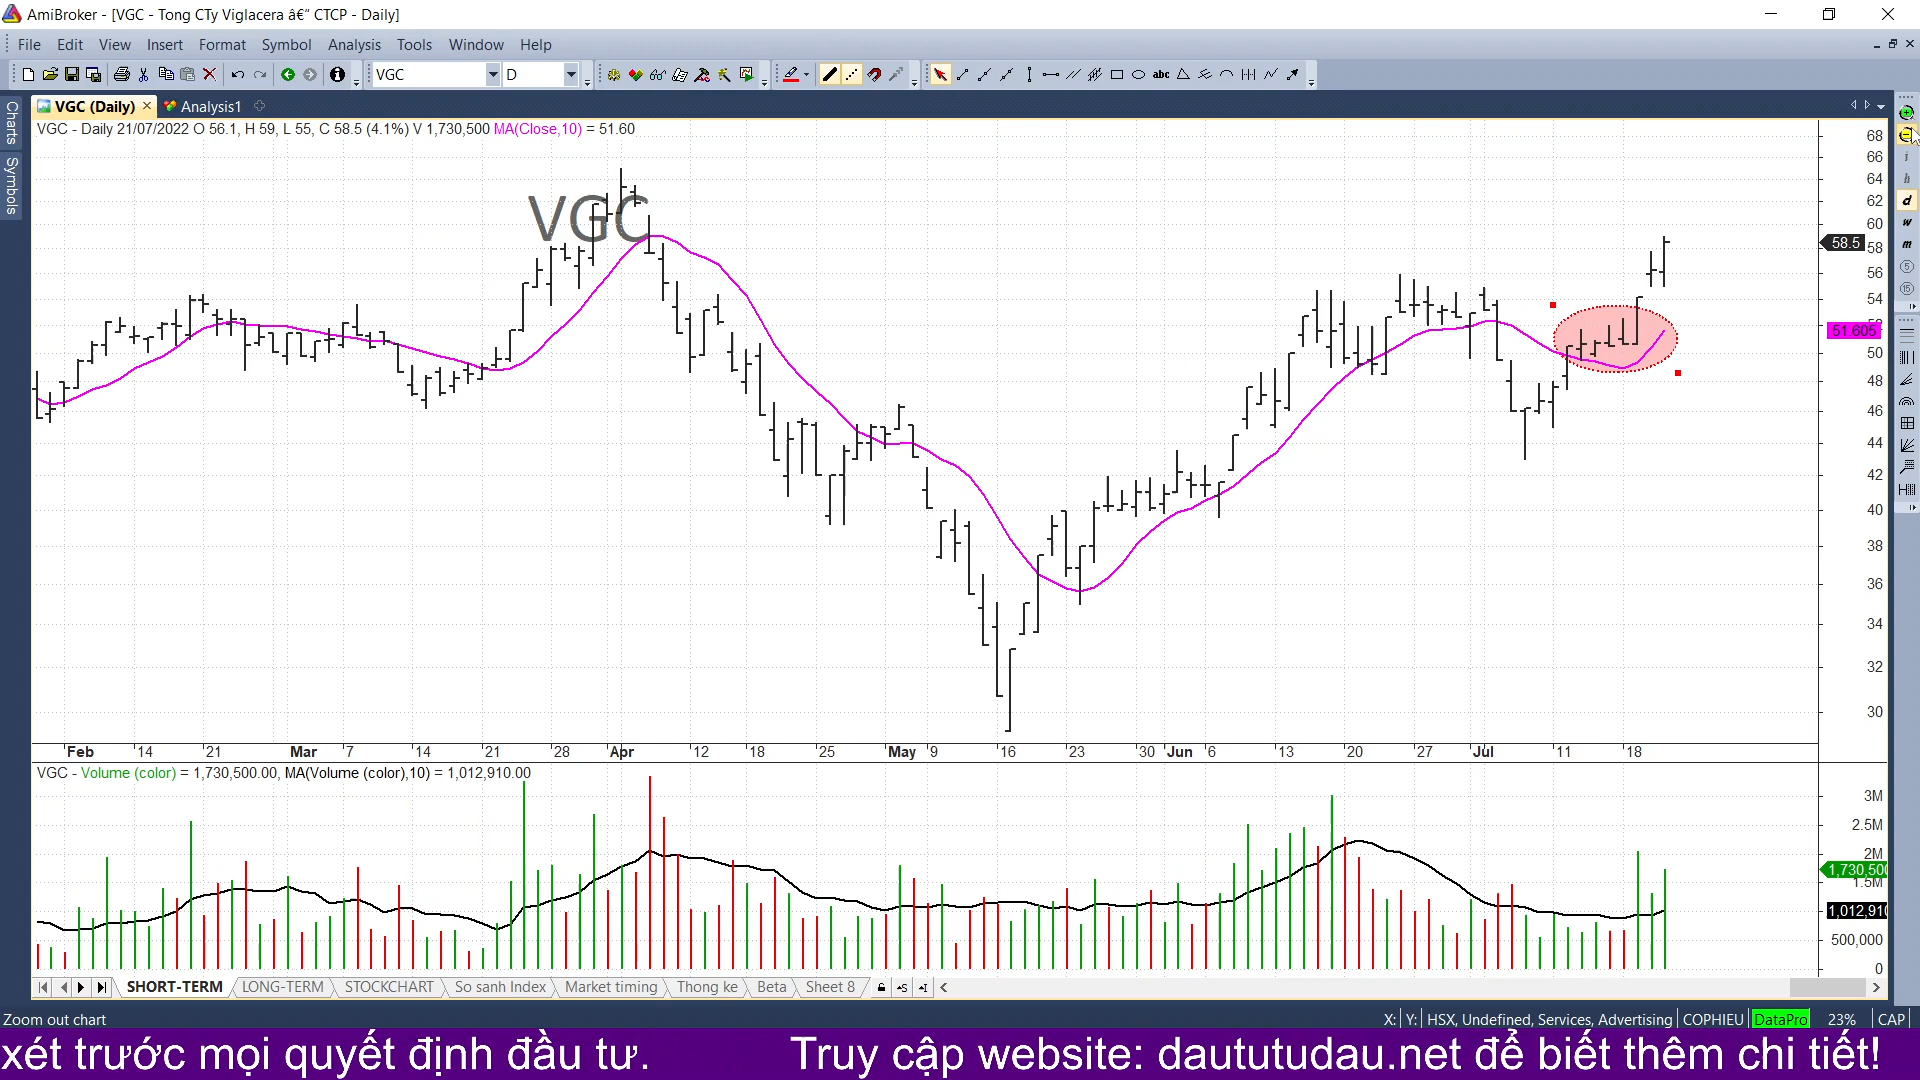 AmiBroker - [VGC - Tong CTy Viglacera â€“ CTCP - Daily]
File Edit View Insert Format Symbol Analysis Tools Window Help
VGC D
abc
Charts
Symbols
VGC (Daily) Analysis1
VGC - Daily 21/07/2022 O 56.1, H 59, L 55, C 58.5 (4.1%) V 1,730,500 MA(Close,10) = 51.60
VGC
68
66
64
62
60
58.5 58
56
54
51.605
50
48
46
44
42
40
38
36
34
32
30
i
h
d
w
m
5
15
Feb 14 21 Mar 7 14 21 28 Apr 12 18 25 May 9 16 23 30 Jun 6 13 20 27 Jul 11 18
VGC - Volume (color) = 1,730,500.00, MA(Volume (color),10) = 1,012,910.00
3M
2.5M
2M
1,730,500
1.5M
1,012,910
500,000
0
SHORT-TERM LONG-TERM STOCKCHART So sanh Index Market timing Thong ke Beta Sheet 8
Zoom out chart X: Y: HSX, Undefined, Services, Advertising COPHIEU DataPro 23% CAP
xét trước mọi quyết định đầu tư. Truy cập website: daututudau.net để biết thêm chi tiết!